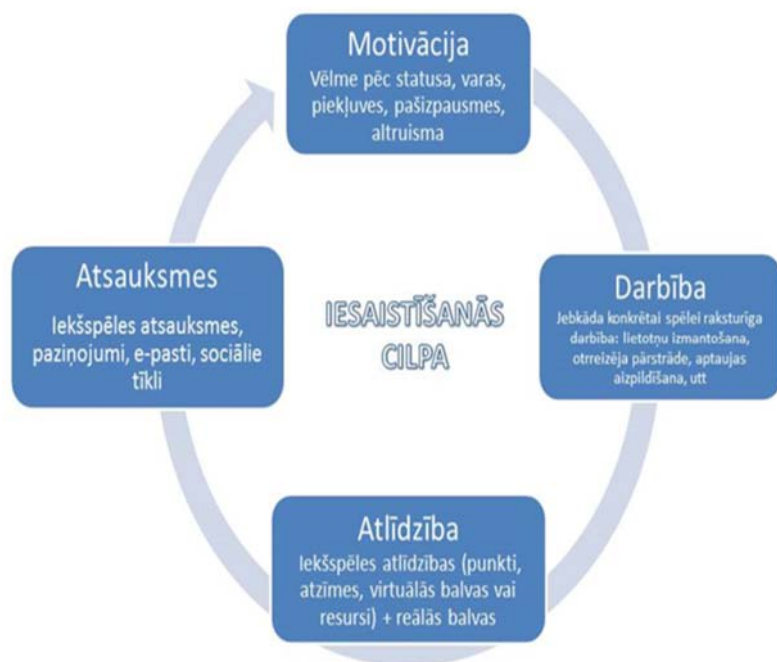 Motivācija
Vēlme pēc statusa, varas,
piekļuves, pašizpausmes,
altruisma
Atsauksmes
Iekšspēles atsauksmes,
paziņojumi, e-pasti, sociālie
tīkli
IESAISTĪŠANĀS
CILPA
Darbība
Jebkāda konkrētai spēlei raksturīga
darbība: lietotņu izmantošana,
otrreizēja pārstrāde, aptaujas
aizpildīšana, utt
Atlīdzība
Iekšspēles atlīdzības (punkti,
atzīmes, virtuālās balvas vai
resursi) + reālās balvas